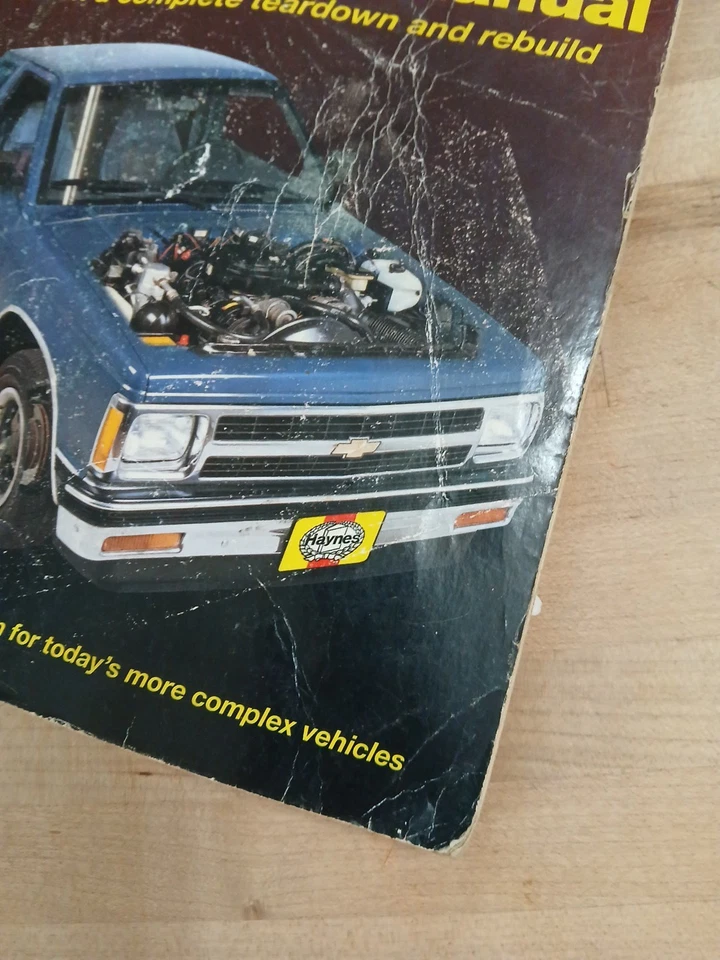 complete teardown and rebuild
Haynes
for today's more complex vehicles